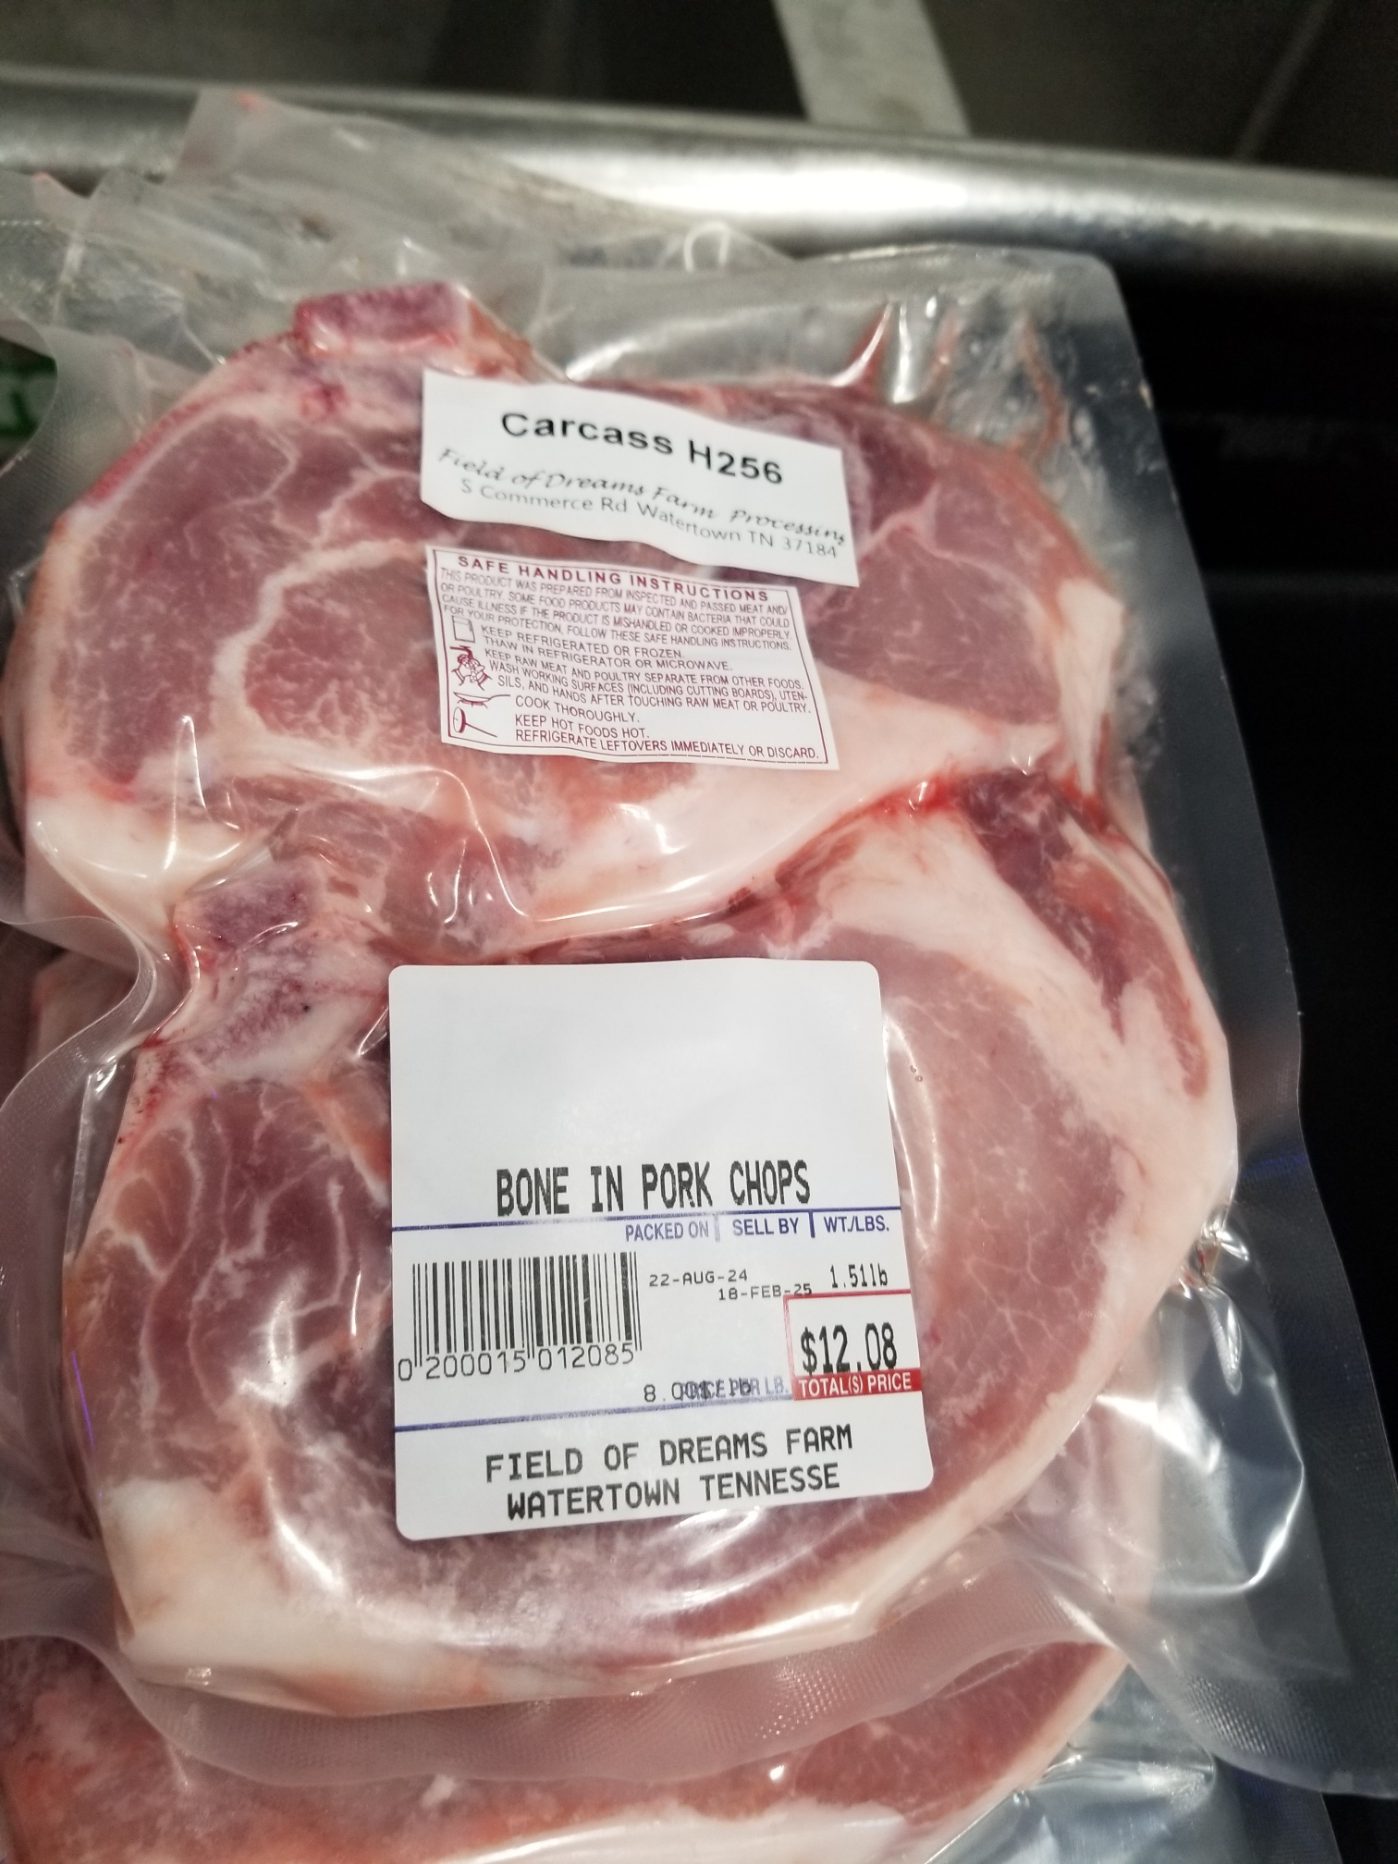 Carcass H256
Field of Dreams Farm Processing
S Commerce Rd Watertown TN 37184
SAFE HANDLING INSTRUCTIONS
THIS PRODUCT WAS PREPARED FROM INSPECTED AND PASSED MEAT AND/
OR POULTRY. SOME FOOD PRODUCTS MAY CONTAIN BACTERIA THAT COULD
CAUSE ILLNESS IF THE PRODUCT IS MISHANDLED OR COOKED IMPROPERLY.
FOR YOUR PROTECTION, FOLLOW THESE SAFE HANDLING INSTRUCTIONS.
KEEP REFRIGERATED OR FROZEN.
THAW IN REFRIGERATOR OR MICROWAVE.
KEEP RAW MEAT AND POULTRY SEPARATE FROM OTHER FOODS.
WASH WORKING SURFACES (INCLUDING CUTTING BOARDS), UTEN-
SILS, AND HANDS AFTER TOUCHING RAW MEAT OR POULTRY.
COOK THOROUGHLY.
KEEP HOT FOODS HOT.
REFRIGERATE LEFTOVERS IMMEDIATELY OR DISCARD.
BONE IN PORK CHOPS
PACKED ON SELL BY WT./LBS.
22-AUG-24
18-FEB-25
1.51lb
0 200015 012085
$12.08
8.00 PRICE PER LB.
TOTAL(S) PRICE
FIELD OF DREAMS FARM
WATERTOWN TENNESSE